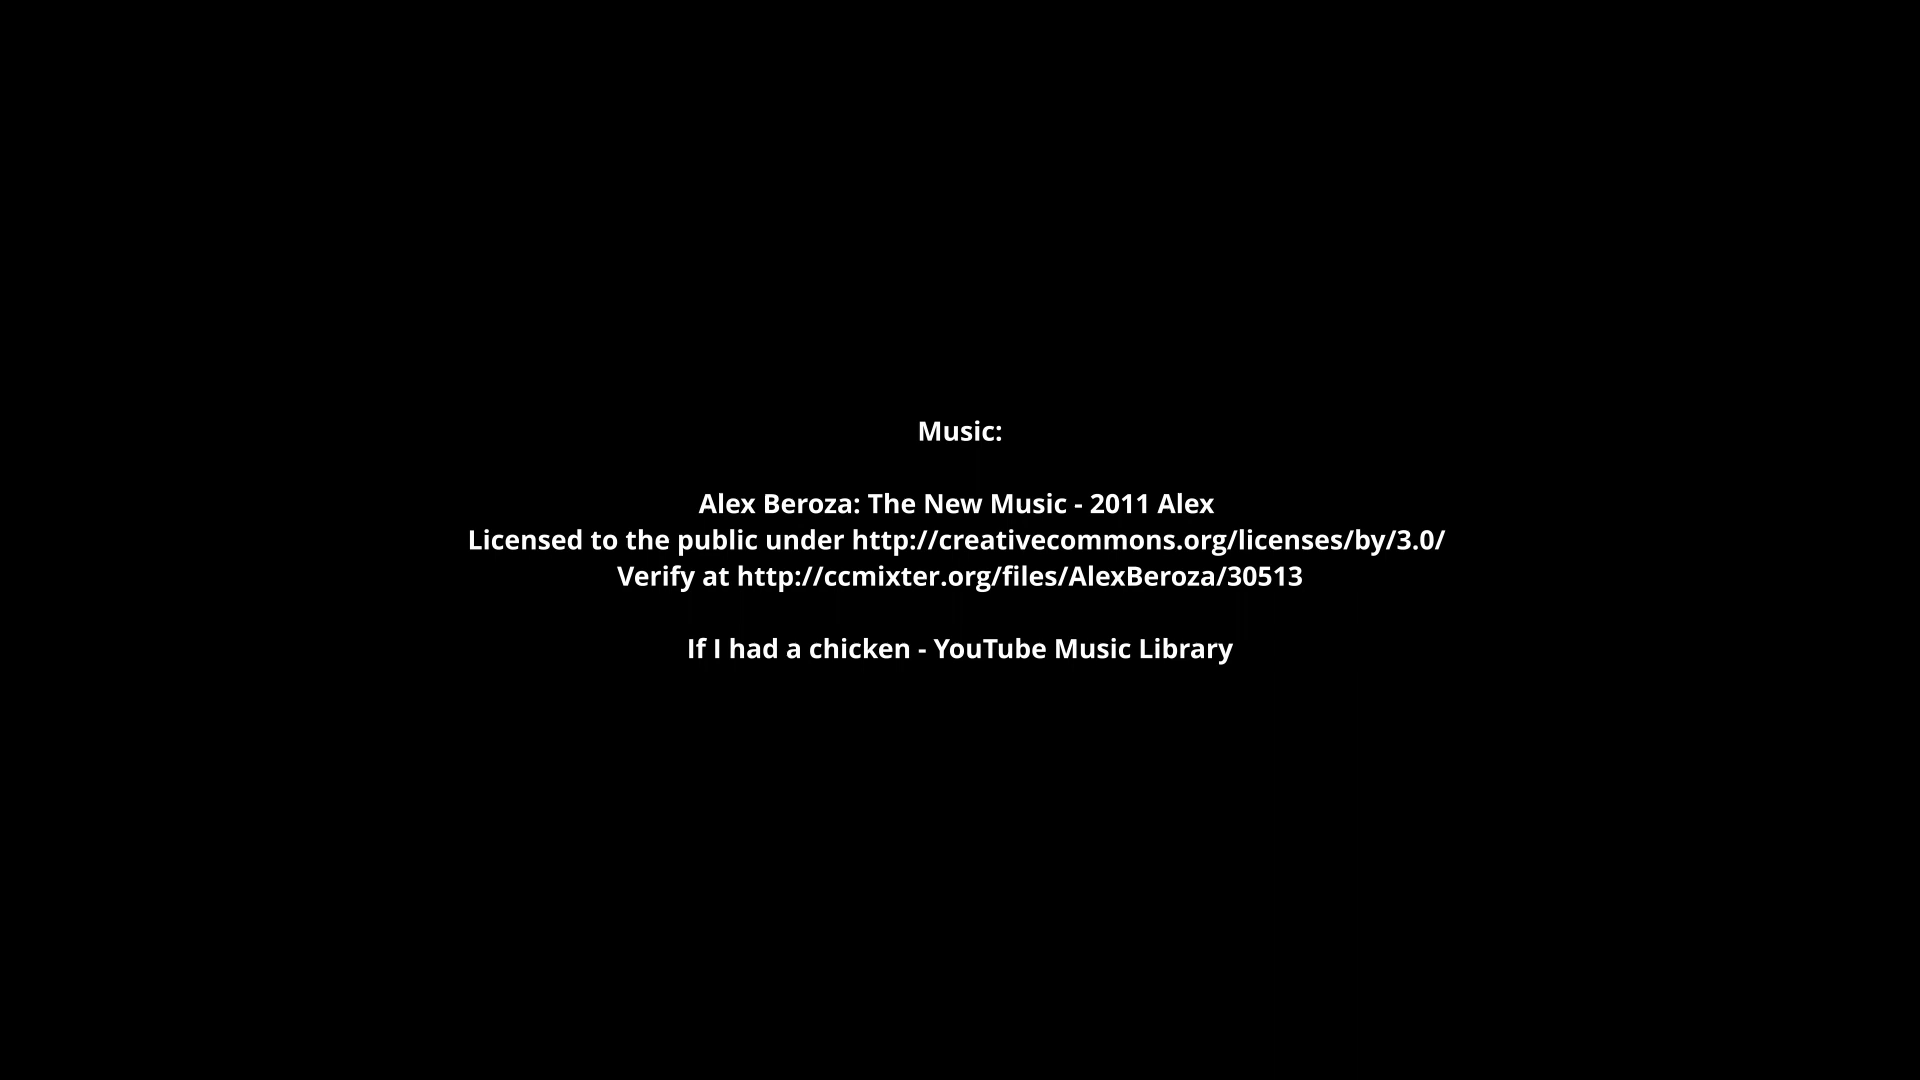 Music:
Alex Beroza: The New Music - 2011 Alex
Licensed to the public under http://creativecommons.org/licenses/by/3.0/
Verify at http://ccmixter.org/files/AlexBeroza/30513
If I had a chicken - YouTube Music Library